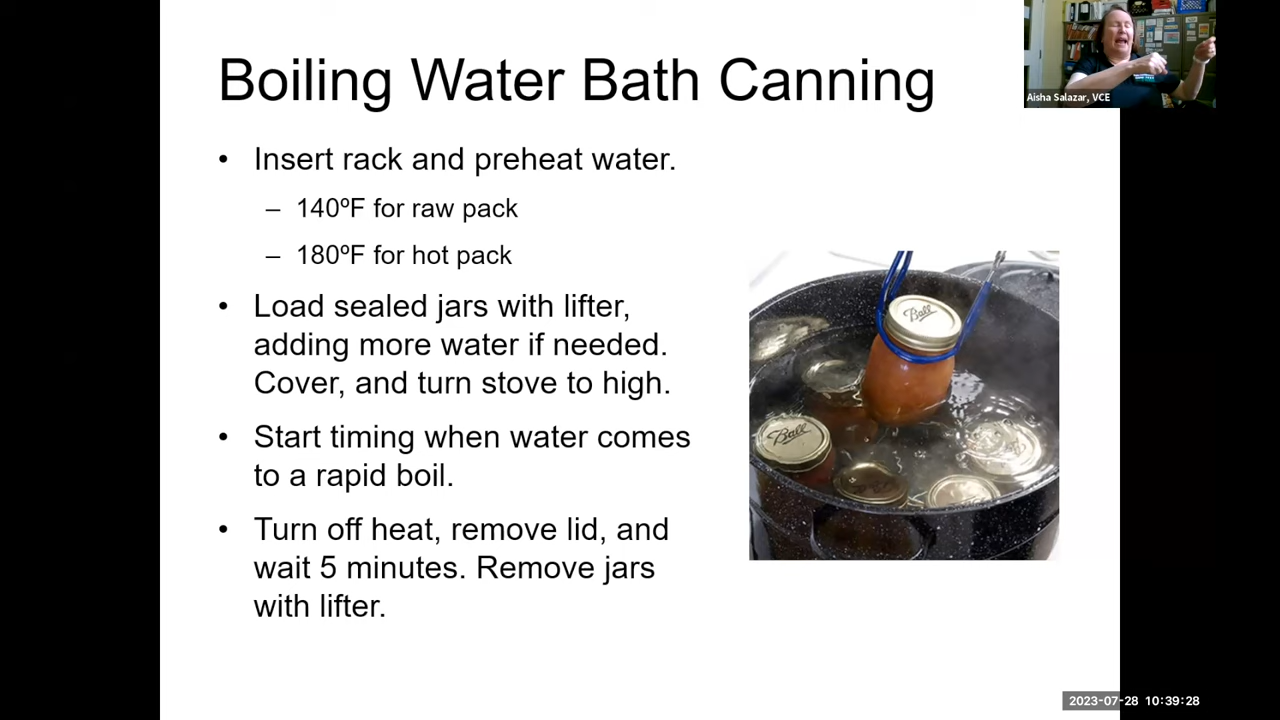 Boiling Water Bath Canning
Aisha Salazar, VCE
• Insert rack and preheat water.
– 140ºF for raw pack
– 180ºF for hot pack
• Load sealed jars with lifter,
adding more water if needed.
Cover, and turn stove to high.
• Start timing when water comes
to a rapid boil.
• Turn off heat, remove lid, and
wait 5 minutes. Remove jars
with lifter.
Ball
Ball
2023-07-28 10:39:28